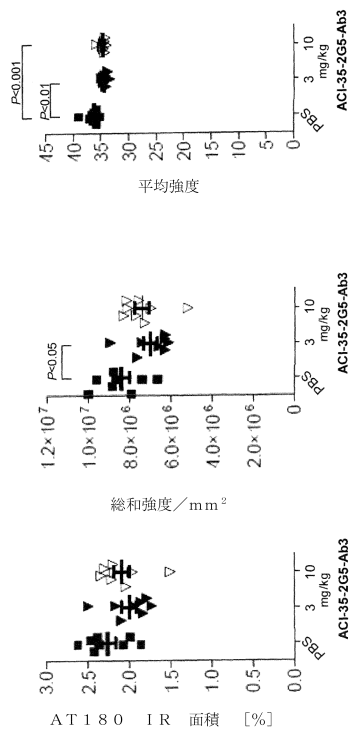 P<0.001
P<0.01
45
40
35
30
25
20
15
10
5
0
PBS
3
10
mg/kg
ACI-35-2G5-Ab3
平均強度
P<0.05
1.2×10⁷
1.0×10⁷
8.0×10⁶
6.0×10⁶
4.0×10⁶
2.0×10⁶
0
PBS
3
10
mg/kg
ACI-35-2G5-Ab3
総和強度/mm²
3.0
2.5
2.0
1.5
1.0
0.5
0.0
PBS
3
10
mg/kg
ACI-35-2G5-Ab3
AT180 IR 面積 [%]